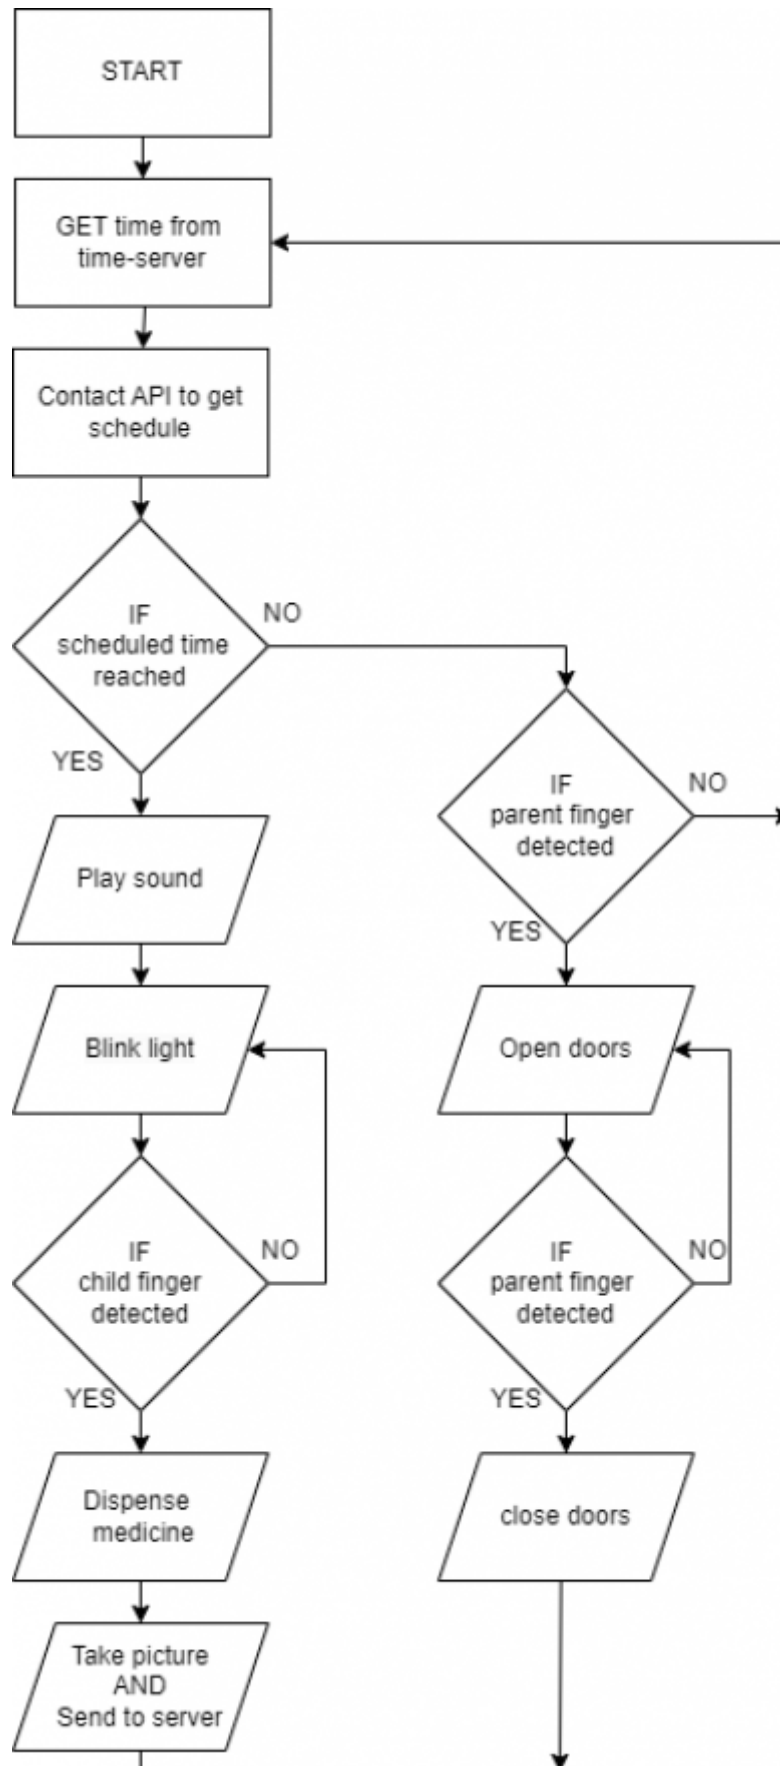 START
GET time from
time-server
Contact API to get
schedule
IF
scheduled time
reached
NO
YES
Play sound
Blink light
IF
child finger
detected
NO
YES
Dispense
medicine
Take picture
AND
Send to server
IF
parent finger
detected
NO
YES
Open doors
IF
parent finger
detected
NO
YES
close doors